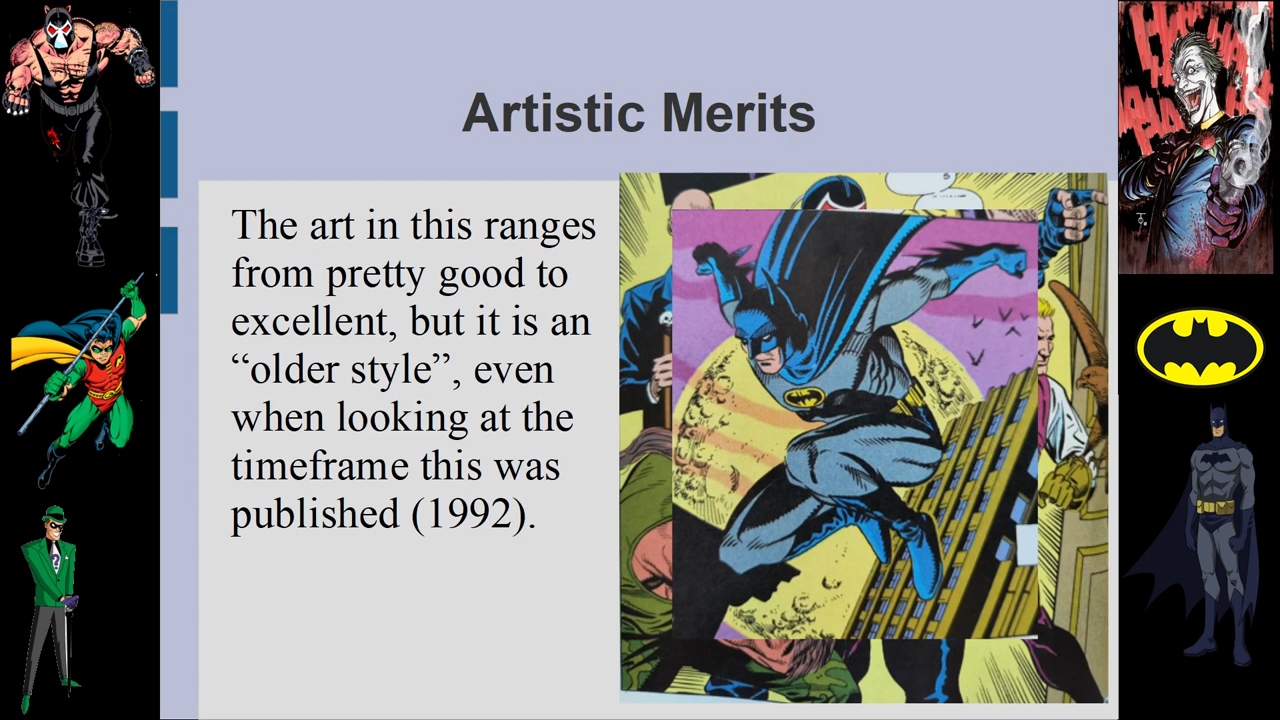 Artistic Merits
The art in this ranges
from pretty good to
excellent, but it is an
“older style”, even
when looking at the
timeframe this was
published (1992).